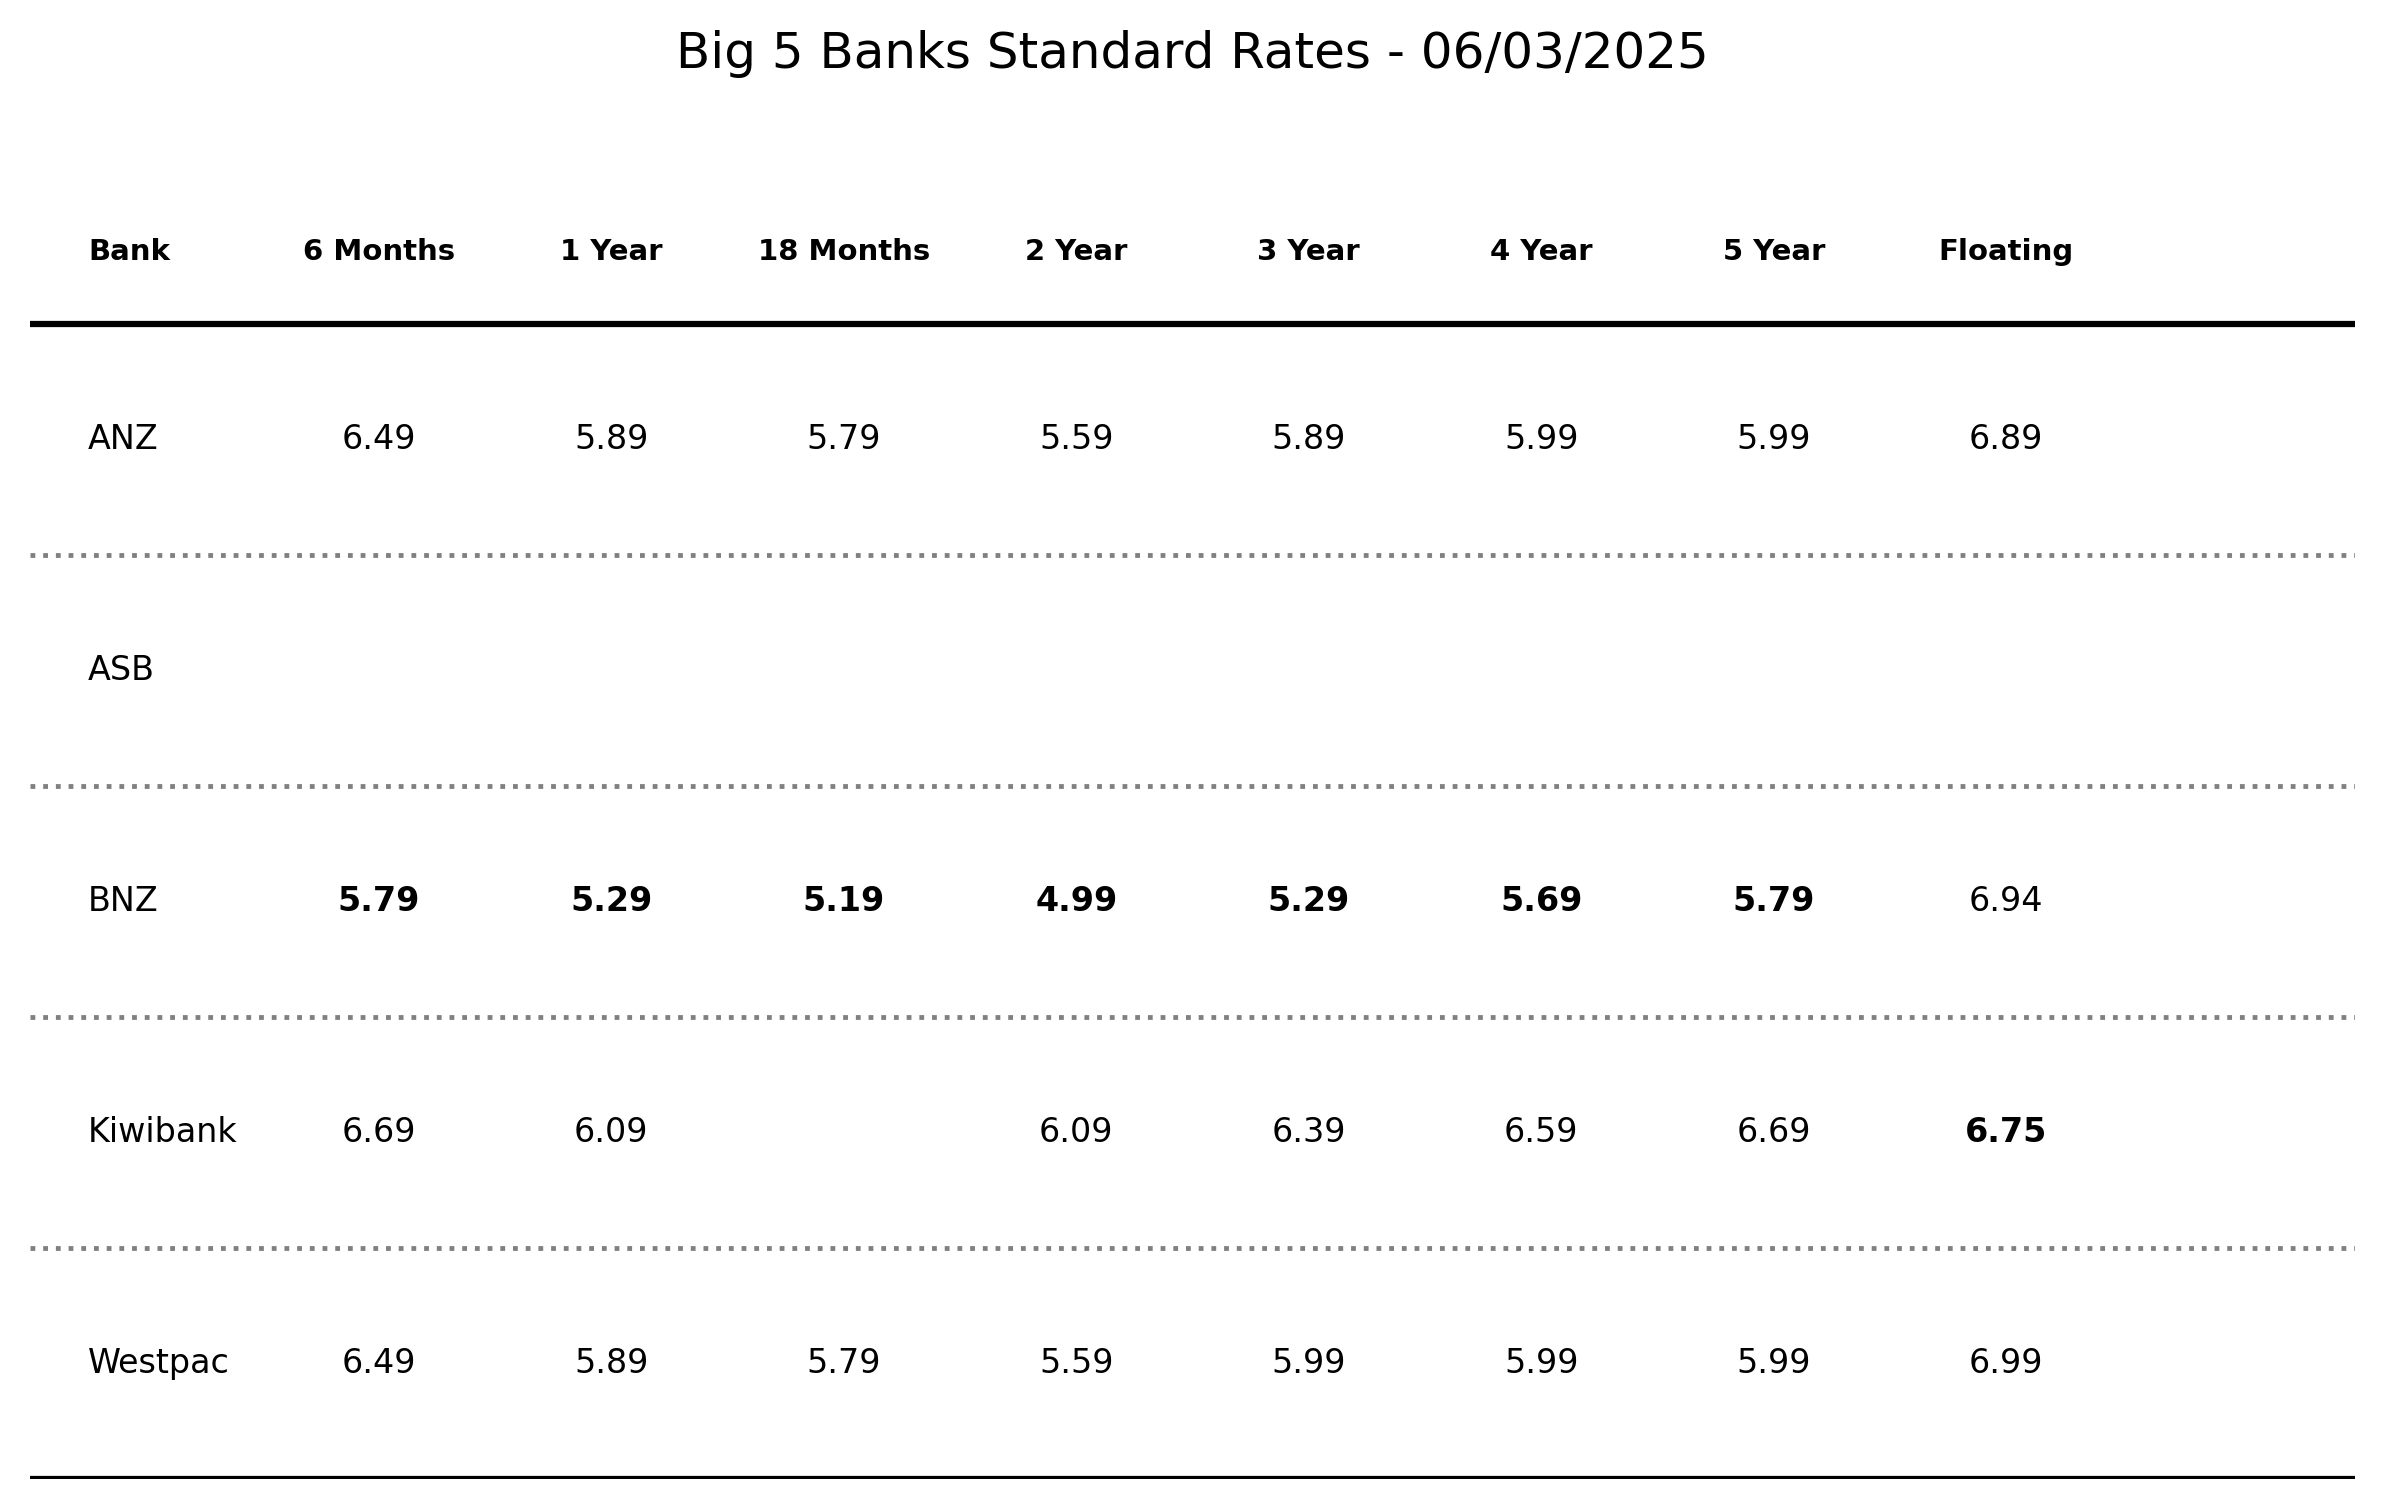 Big 5 Banks Standard Rates - 06/03/2025
Bank 6 Months 1 Year 18 Months 2 Year 3 Year 4 Year 5 Year Floating
ANZ 6.49 5.89 5.79 5.59 5.89 5.99 5.99 6.89
ASB
BNZ 5.79 5.29 5.19 4.99 5.29 5.69 5.79 6.94
Kiwibank 6.69 6.09 6.09 6.39 6.59 6.69 6.75
Westpac 6.49 5.89 5.79 5.59 5.99 5.99 5.99 6.99